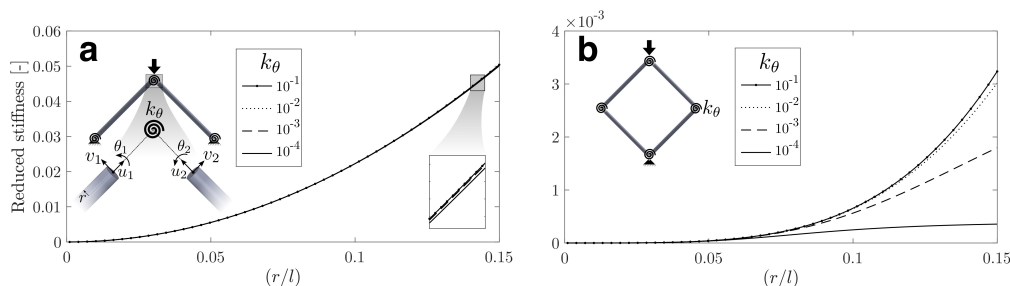 a
Reduced stiffness [-]
0.06
0.05
0.04
0.03
0.02
0.01
0
0
0.05
0.1
0.15
(r/l)
k_θ
10^-1
10^-2
10^-3
10^-4
k_θ
v_1
θ_1
u_1
θ_2
v_2
u_2
r
×10^-3
b
4
3
2
1
0
0
0.05
0.1
0.15
(r/l)
k_θ
k_θ
10^-1
10^-2
10^-3
10^-4